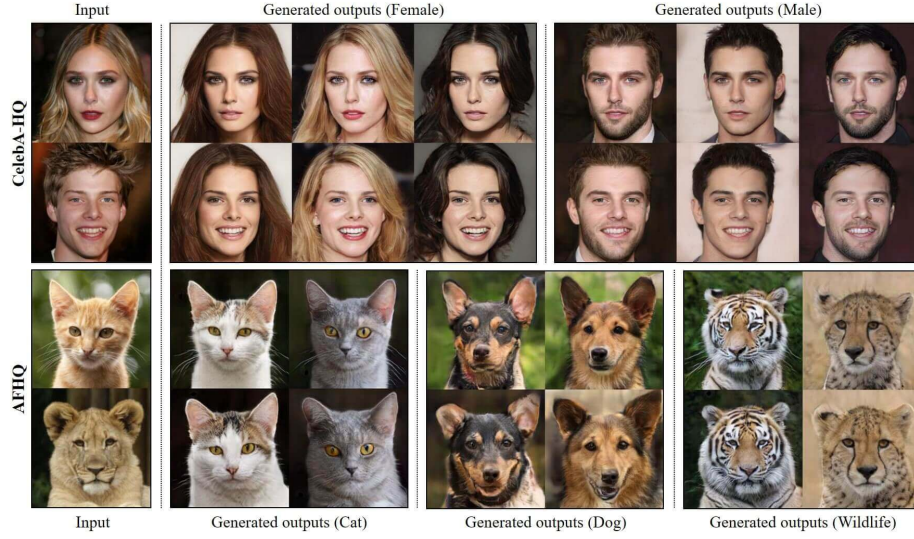 Input
Generated outputs (Female)
Generated outputs (Male)
CelebA-HQ
AFHQ
Input
Generated outputs (Cat)
Generated outputs (Dog)
Generated outputs (Wildlife)